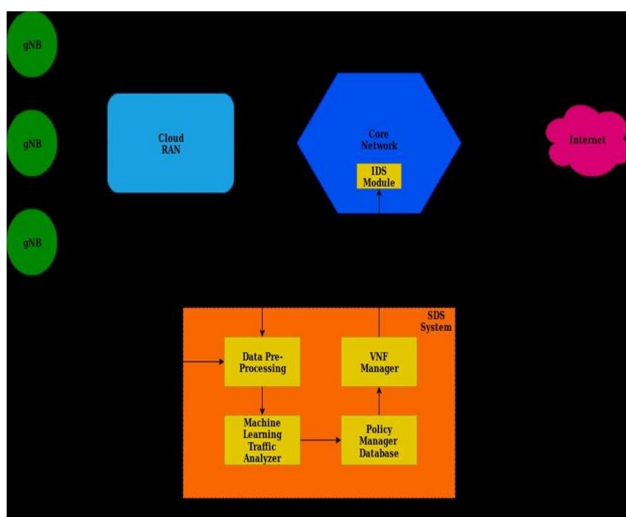 gNB
gNB
gNB
Cloud
RAN
Core
Network
IDS
Module
Internet
SDS
System
Data Pre-
Processing
VNF
Manager
Machine
Learning
Traffic
Analyzer
Policy
Manager
Database